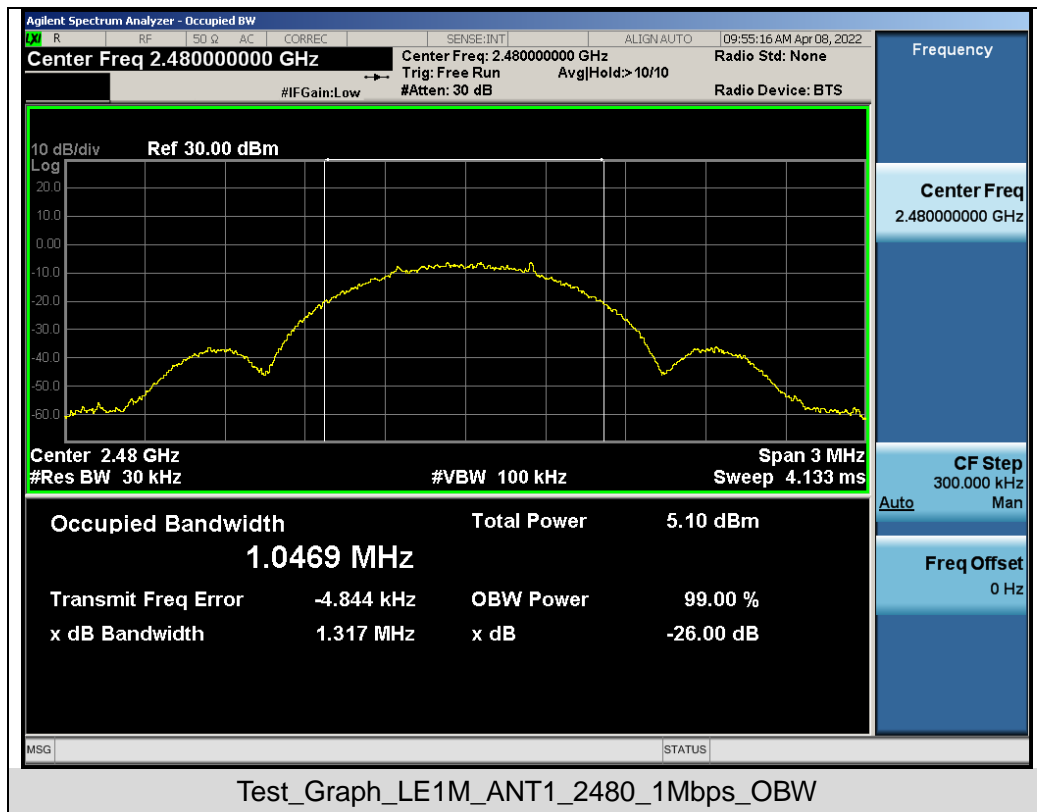 Agilent Spectrum Analyzer - Occupied BW
LXI R RF 50 Ω AC CORREC SENSE:INT ALIGN AUTO 09:55:16 AM Apr 08, 2022
Center Freq 2.480000000 GHz
Center Freq: 2.480000000 GHz
Radio Std: None
Trig: Free Run Avg|Hold:> 10/10
#IFGain:Low #Atten: 30 dB Radio Device: BTS
10 dB/div Ref 30.00 dBm
Log
20.0
10.0
0.00
-10.0
-20.0
-30.0
-40.0
-50.0
-60.0
Center 2.48 GHz Span 3 MHz
#Res BW 30 kHz #VBW 100 kHz Sweep 4.133 ms
Occupied Bandwidth Total Power 5.10 dBm
1.0469 MHz
Transmit Freq Error -4.844 kHz OBW Power 99.00 %
x dB Bandwidth 1.317 MHz x dB -26.00 dB
Frequency
Center Freq
2.480000000 GHz
CF Step
300.000 kHz
Auto Man
Freq Offset
0 Hz
MSG STATUS
Test_Graph_LE1M_ANT1_2480_1Mbps_OBW